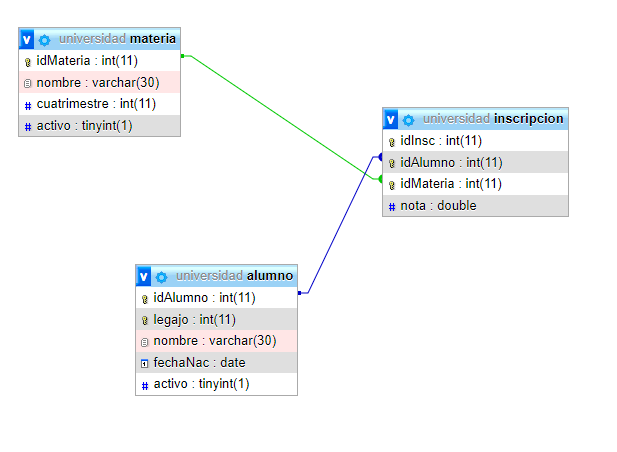 universidad materia
idMateria : int(11)
nombre : varchar(30)
cuatrimestre : int(11)
activo : tinyint(1)
universidad inscripcion
idInsc : int(11)
idAlumno : int(11)
idMateria : int(11)
nota : double
universidad alumno
idAlumno : int(11)
legajo : int(11)
nombre : varchar(30)
fechaNac : date
activo : tinyint(1)